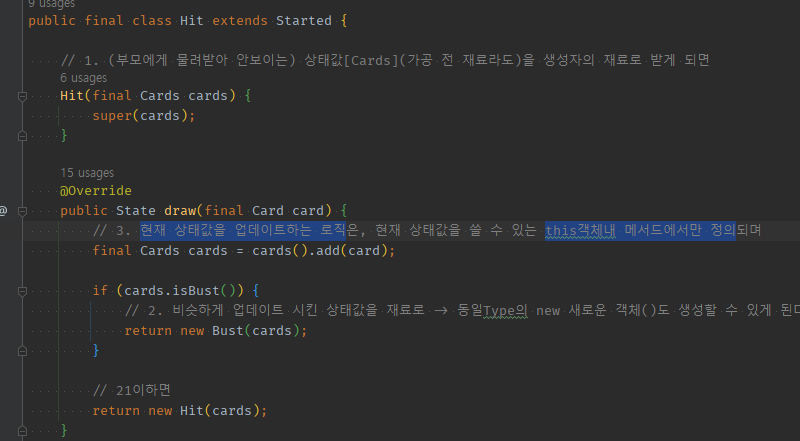 9 usages
public final class Hit extends Started {
// 1. (부모에게 물려받아 안보이는) 상태값[Cards](가공 전 재료라도)을 생성자의 재료로 받게 되면
6 usages
Hit(final Cards cards) {
super(cards);
}
15 usages
@Override
public State draw(final Card card) {
// 3. 현재 상태값을 업데이트하는 로직은, 현재 상태값을 쓸 수 있는 this객체내 메서드에서만 정의되며
final Cards cards = cards().add(card);
if (cards.isBust()) {
// 2. 비슷하게 업데이트 시킨 상태값을 재료로 -> 동일Type의 new 새로운 객체()도 생성할 수 있게 된다
return new Bust(cards);
}
// 21이하면
return new Hit(cards);
}